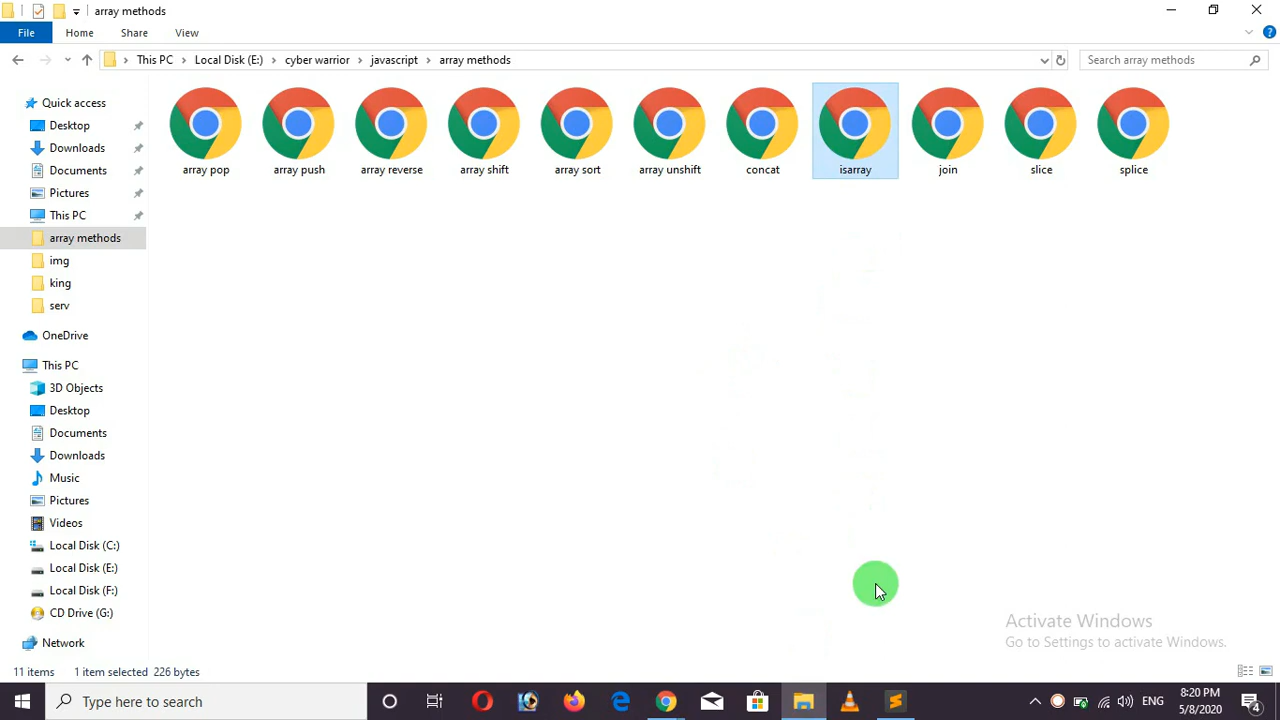 array methods
File Home Share View
This PC Local Disk (E:) cyber warrior javascript array methods
Search array methods
Quick access
Desktop
Downloads
Documents
Pictures
This PC
array methods
img
king
serv
OneDrive
This PC
3D Objects
Desktop
Documents
Downloads
Music
Pictures
Videos
Local Disk (C:)
Local Disk (E:)
Local Disk (F:)
CD Drive (G:)
Network
array pop array push array reverse array shift array sort array unshift concat isarray join slice splice
Activate Windows
Go to Settings to activate Windows.
11 items 1 item selected 226 bytes
Type here to search
ENG
8:20 PM
5/8/2020
4